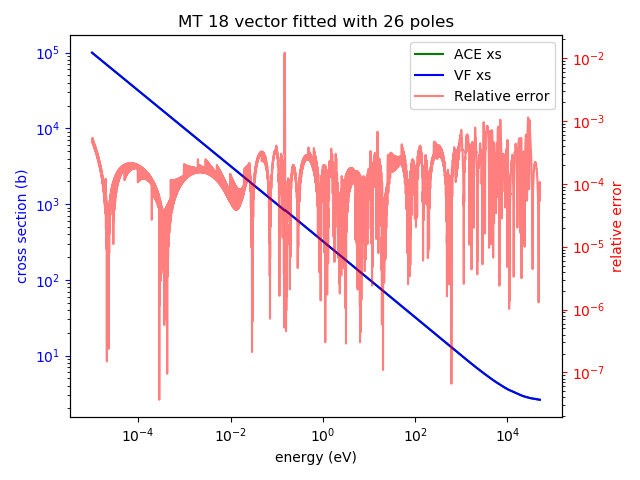 MT 18 vector fitted with 26 poles
ACE xs
VF xs
Relative error
cross section (b)
10^5
10^4
10^3
10^2
10^1
10^-2
10^-3
10^-4
10^-5
10^-6
10^-7
relative error
10^-4
10^-2
10^0
10^2
10^4
energy (eV)